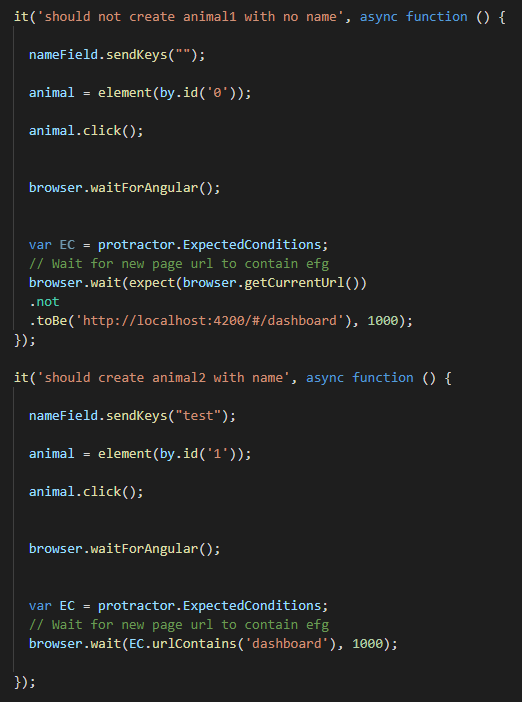 it('should not create animal1 with no name', async function () {
nameField.sendKeys("");
animal = element(by.id('0'));
animal.click();
browser.waitForAngular();
var EC = protractor.ExpectedConditions;
// Wait for new page url to contain efg
browser.wait(expect(browser.getCurrentUrl())
.not
.toBe('http://localhost:4200/#/dashboard'), 1000);
});
it('should create animal2 with name', async function () {
nameField.sendKeys("test");
animal = element(by.id('1'));
animal.click();
browser.waitForAngular();
var EC = protractor.ExpectedConditions;
// Wait for new page url to contain efg
browser.wait(EC.urlContains('dashboard'), 1000);
});